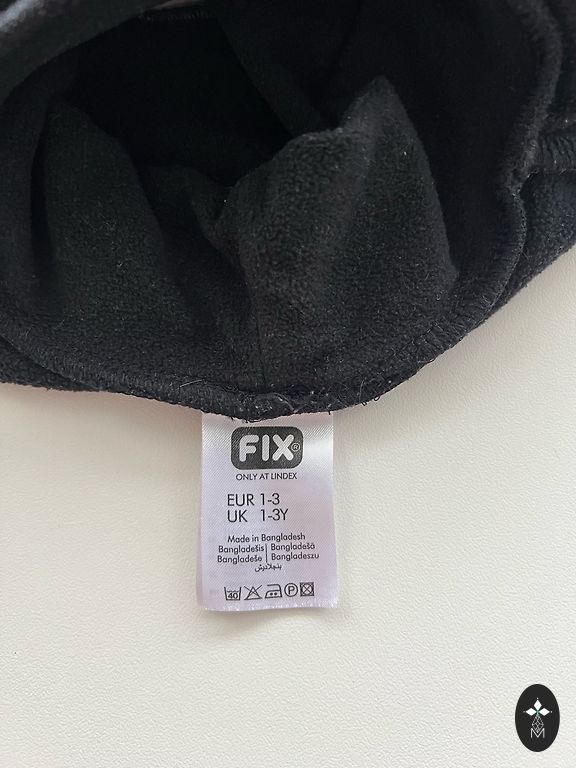 FIX®
ONLY AT LINDEX
EUR 1-3
UK 1-3Y
Made in Bangladesh
Bangladešis | Bangladešā
Bangladeše | Bangladeszu
بنجلاديش
40 P
M